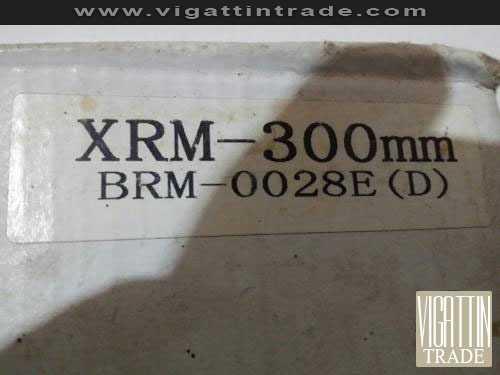 www.vigattintrade.com
XRM-300mm
BRM-0028E(D)
VIGATTIN
TRADE